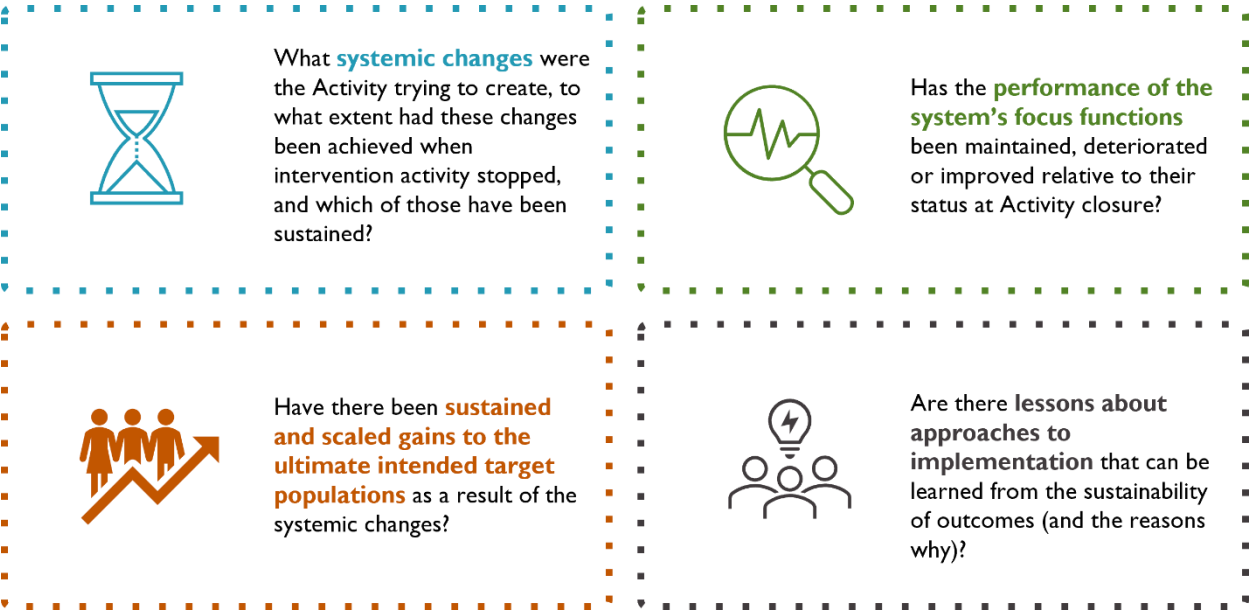 What systemic changes were
the Activity trying to create, to
what extent had these changes
been achieved when
intervention activity stopped,
and which of those have been
sustained?
Has the performance of the
system's focus functions
been maintained, deteriorated
or improved relative to their
status at Activity closure?
Have there been sustained
and scaled gains to the
ultimate intended target
populations as a result of the
systemic changes?
Are there lessons about
approaches to
implementation that can be
learned from the sustainability
of outcomes (and the reasons
why)?